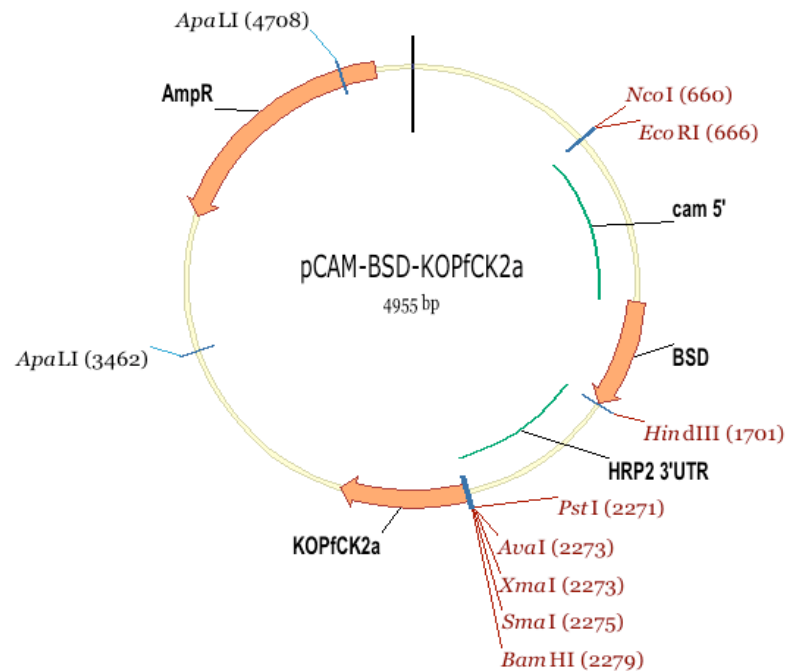 ApaLI (4708)
AmpR
NcoI (660)
EcoRI (666)
cam 5'
pCAM-BSD-KOPfCK2a
4955 bp
ApaLI (3462)
BSD
HindIII (1701)
HRP2 3'UTR
PstI (2271)
KOPfCK2a
AvaI (2273)
XmaI (2273)
SmaI (2275)
BamHI (2279)